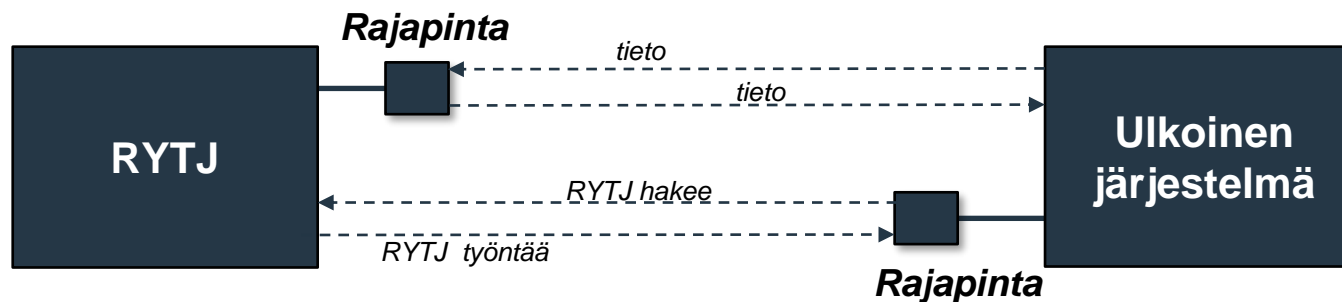 Rajapinta
tieto
tieto
RYTJ
Ulkoinen
järjestelmä
RYTJ hakee
RYTJ työntää
Rajapinta